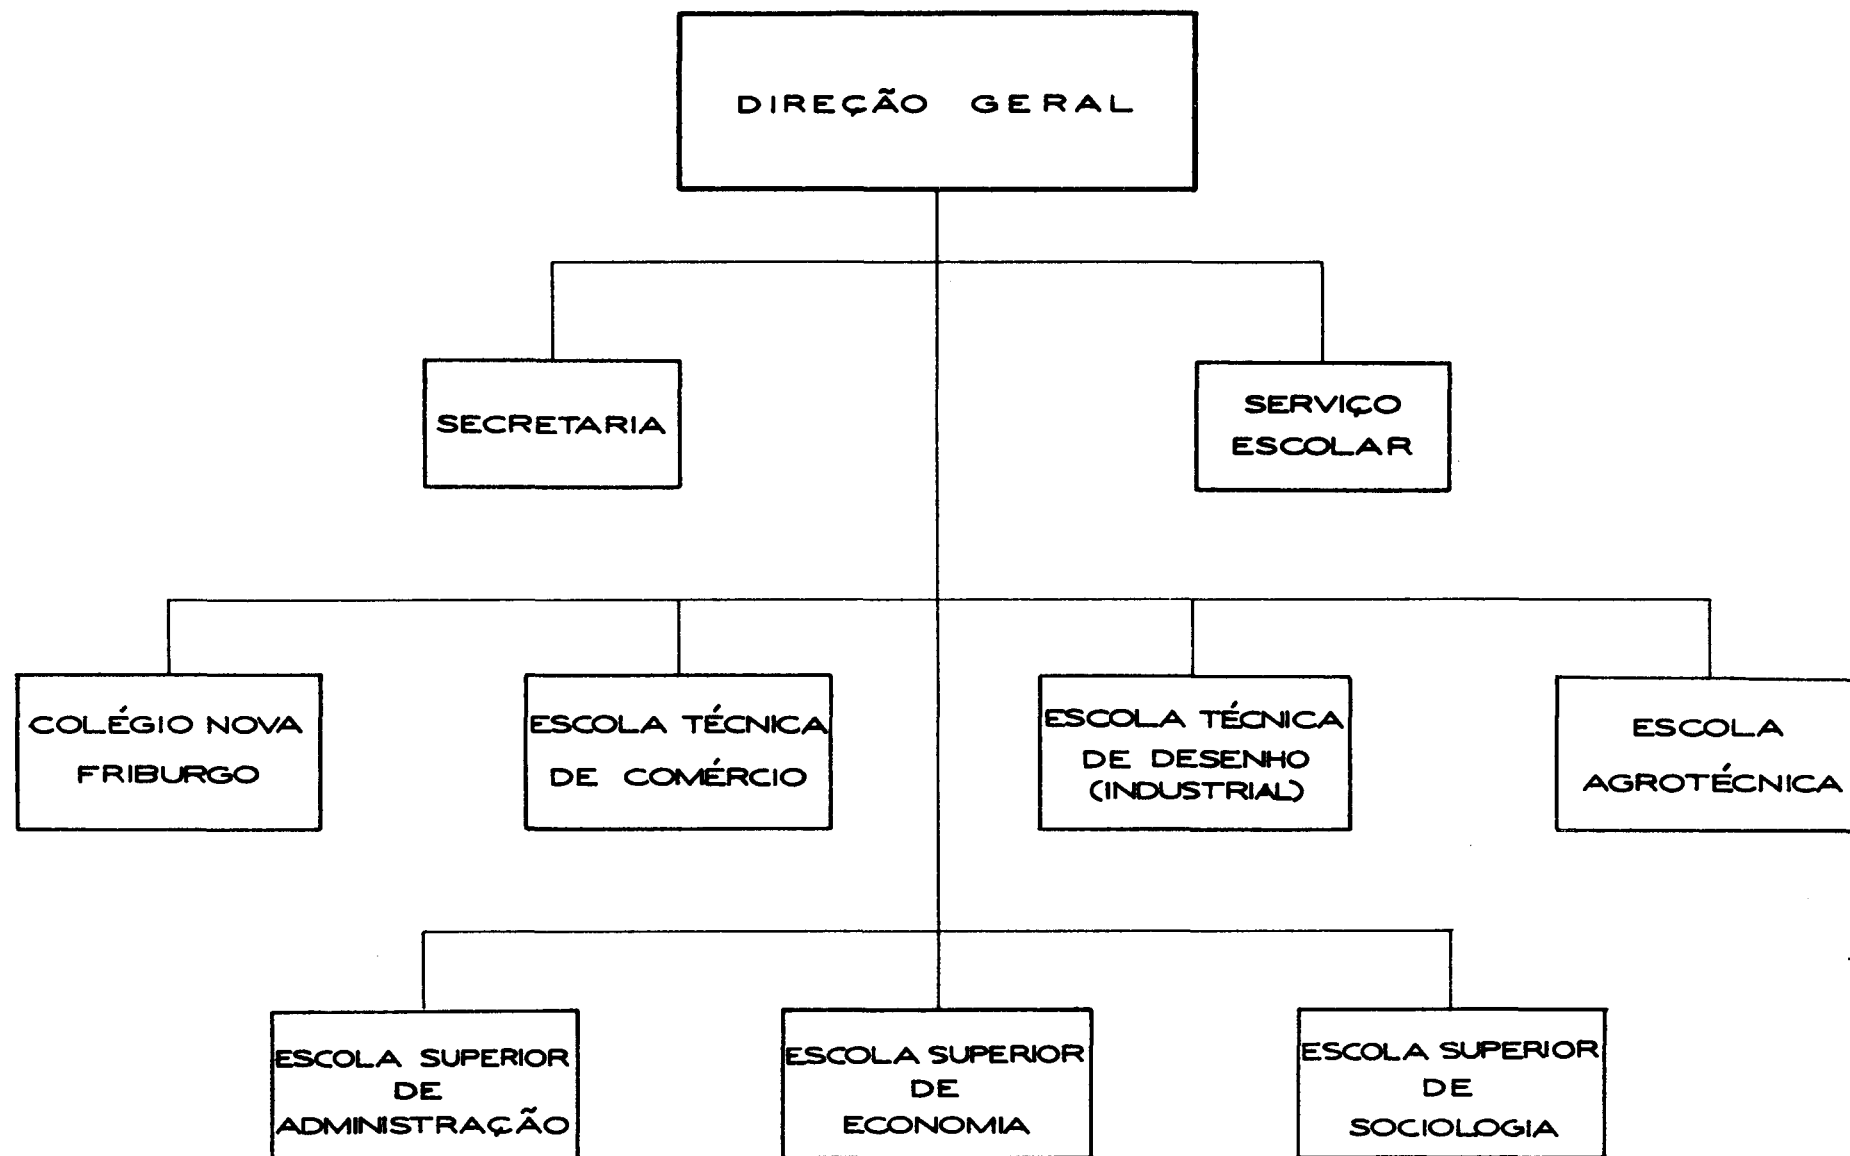 DIREÇÃO GERAL
SECRETARIA
SERVIÇO
ESCOLAR
COLÉGIO NOVA
FRIBURGO
ESCOLA TÉCNICA
DE COMÉRCIO
ESCOLA TÉCNICA
DE DESENHO
(INDUSTRIAL)
ESCOLA
AGROTÉCNICA
ESCOLA SUPERIOR
DE
ADMINISTRAÇÃO
ESCOLA SUPERIOR
DE
ECONOMIA
ESCOLA SUPERIOR
DE
SOCIOLOGIA